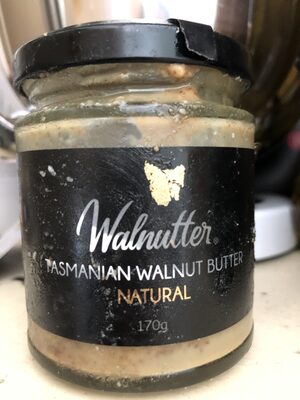 Walnutter
TASMANIAN WALNUT BUTTER
NATURAL
170g